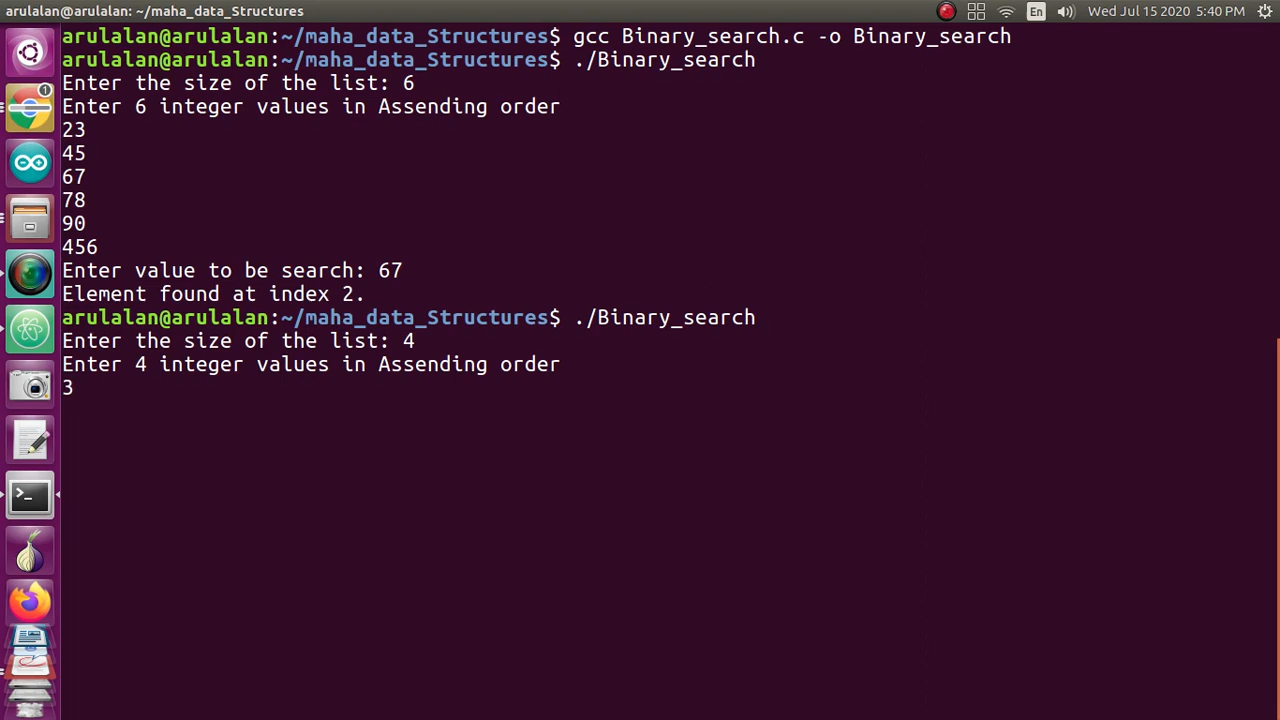 arulalan@arulalan: ~/maha_data_Structures
En
Wed Jul 15 2020 5:40 PM
arulalan@arulalan:~/maha_data_Structures$ gcc Binary_search.c -o Binary_search
arulalan@arulalan:~/maha_data_Structures$ ./Binary_search
Enter the size of the list: 6
Enter 6 integer values in Assending order
23
45
67
78
90
456
Enter value to be search: 67
Element found at index 2.
arulalan@arulalan:~/maha_data_Structures$ ./Binary_search
Enter the size of the list: 4
Enter 4 integer values in Assending order
3
1
>_